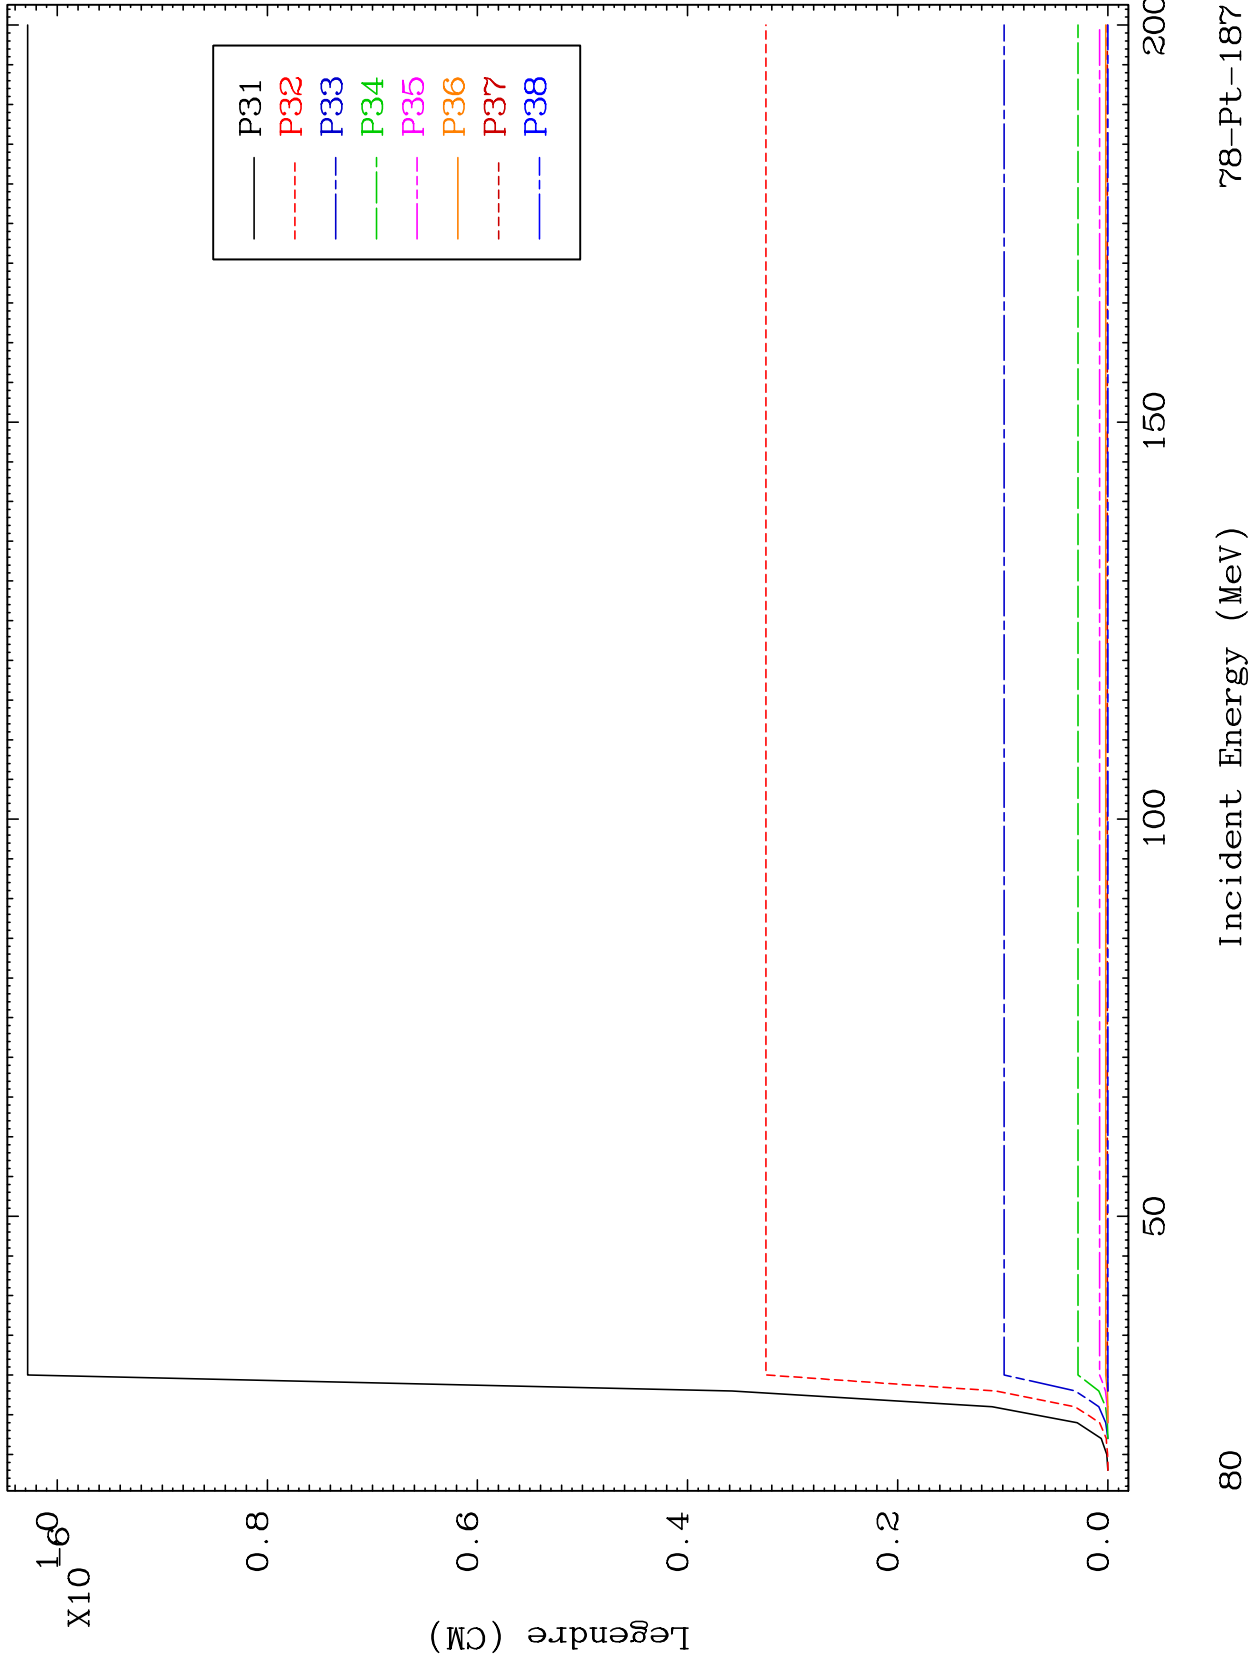 X10
-6
1.0
0.8
0.6
0.4
0.2
0.0
Legendre (CM)
P31
P32
P33
P34
P35
P36
P37
P38
50
100
150
200
80
Incident Energy (MeV)
78-Pt-187